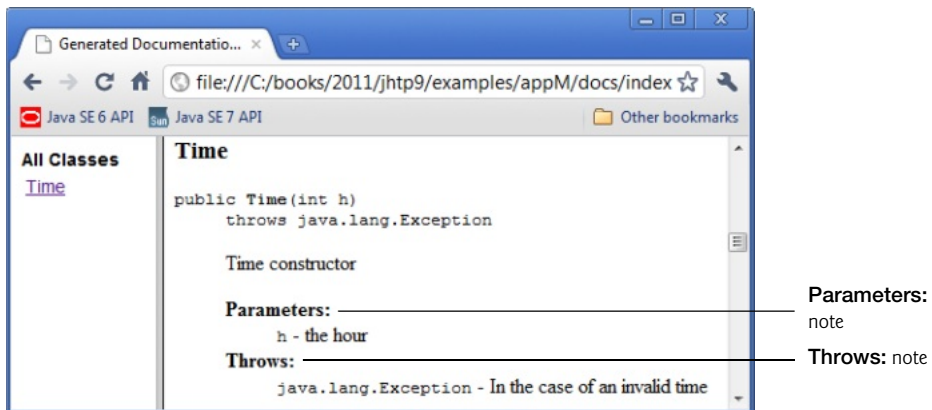 Generated Documentatio... ×
file:///C:/books/2011/jhtp9/examples/appM/docs/index
Java SE 6 API Sun Java SE 7 API Other bookmarks
All Classes
Time
Time
public Time(int h)
throws java.lang.Exception
Time constructor
Parameters:
h - the hour
Throws:
java.lang.Exception - In the case of an invalid time
Parameters:
note
Throws: note